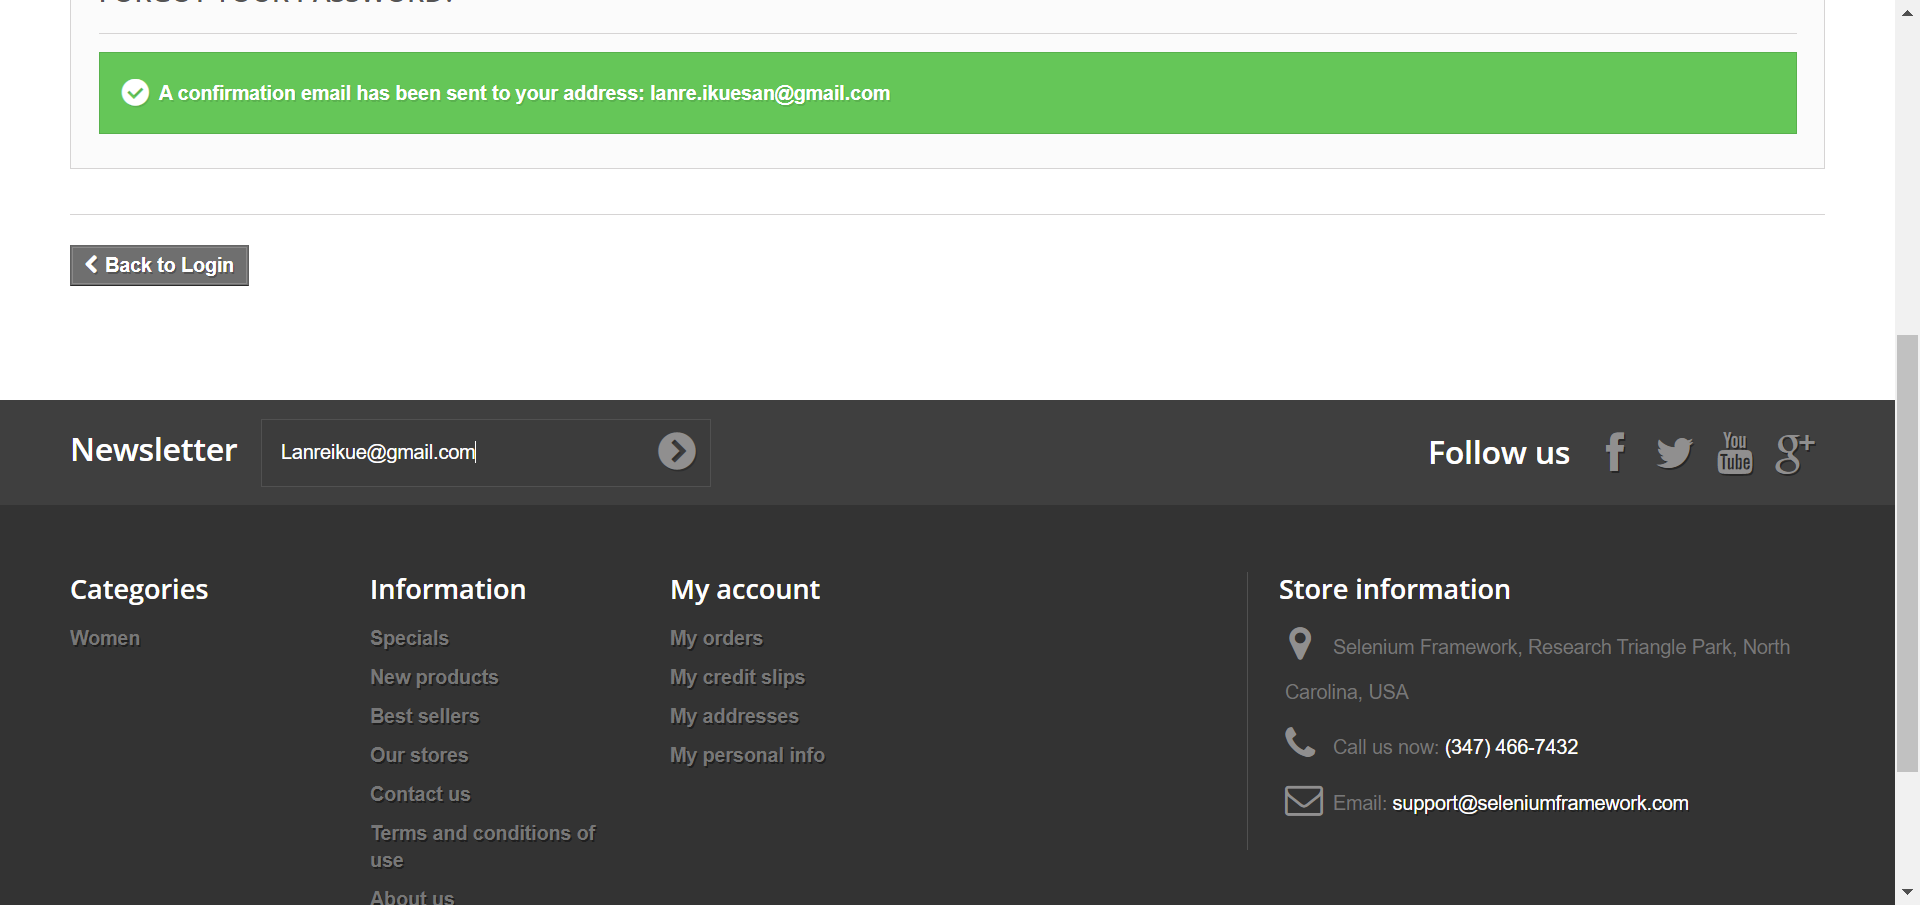 FORGOT YOUR PASSWORD?
A confirmation email has been sent to your address: lanre.ikuesan@gmail.com
Back to Login
Newsletter
Lanreikue@gmail.com
Follow us
You
Tube
g+
Categories
Women
Information
Specials
New products
Best sellers
Our stores
Contact us
Terms and conditions of
use
About us
My account
My orders
My credit slips
My addresses
My personal info
Store information
Selenium Framework, Research Triangle Park, North
Carolina, USA
Call us now: (347) 466-7432
Email: support@seleniumframework.com